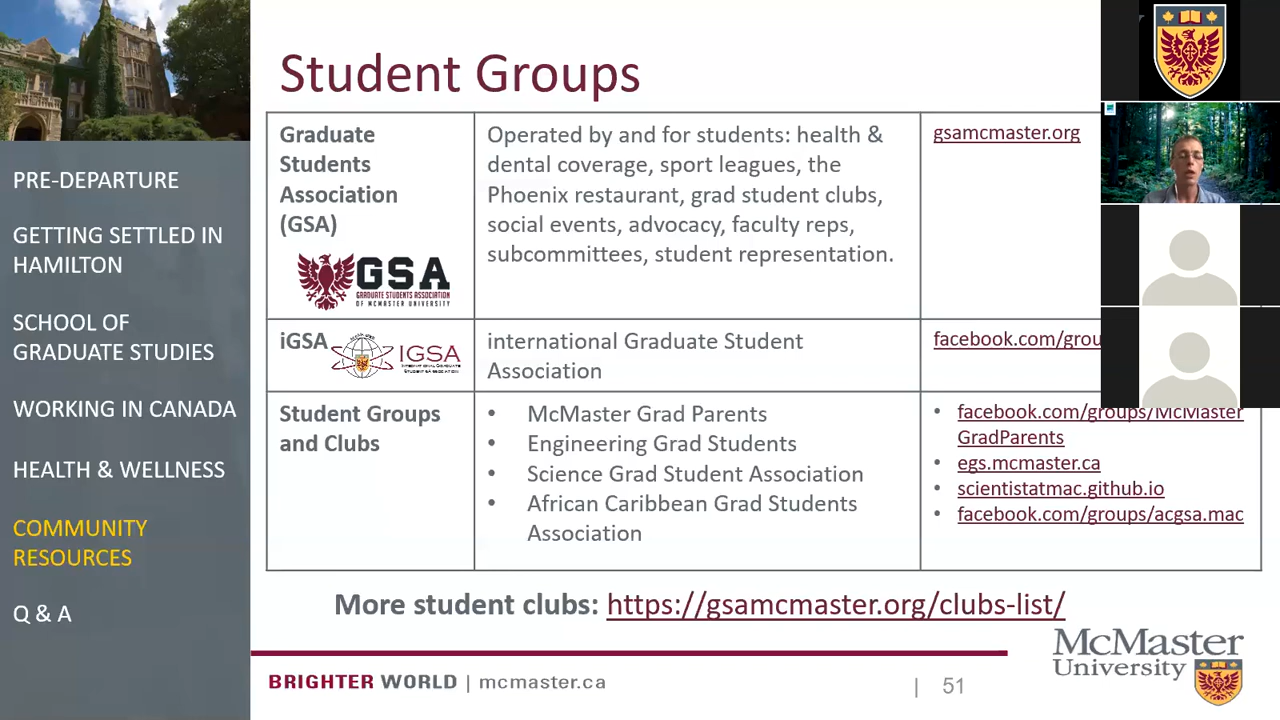 Student Groups
PRE-DEPARTURE
GETTING SETTLED IN
HAMILTON
SCHOOL OF
GRADUATE STUDIES
WORKING IN CANADA
HEALTH & WELLNESS
COMMUNITY
RESOURCES
Q & A
Graduate
Students
Association
(GSA)
GSA
GRADUATE STUDENTS ASSOCIATION
OF MCMASTER UNIVERSITY
Operated by and for students: health &
dental coverage, sport leagues, the
Phoenix restaurant, grad student clubs,
social events, advocacy, faculty reps,
subcommittees, student representation.
gsamcmaster.org
iGSA
IGSA
INTERNATIONAL GRADUATE
STUDENT ASSOCIATION
international Graduate Student
Association
facebook.com/grou
Student Groups
and Clubs
• McMaster Grad Parents
• Engineering Grad Students
• Science Grad Student Association
• African Caribbean Grad Students
Association
• facebook.com/groups/McMaster
GradParents
• egs.mcmaster.ca
• scientistatmac.github.io
• facebook.com/groups/acgsa.mac
More student clubs: https://gsamcmaster.org/clubs-list/
BRIGHTER WORLD | mcmaster.ca
| 51
McMaster
University